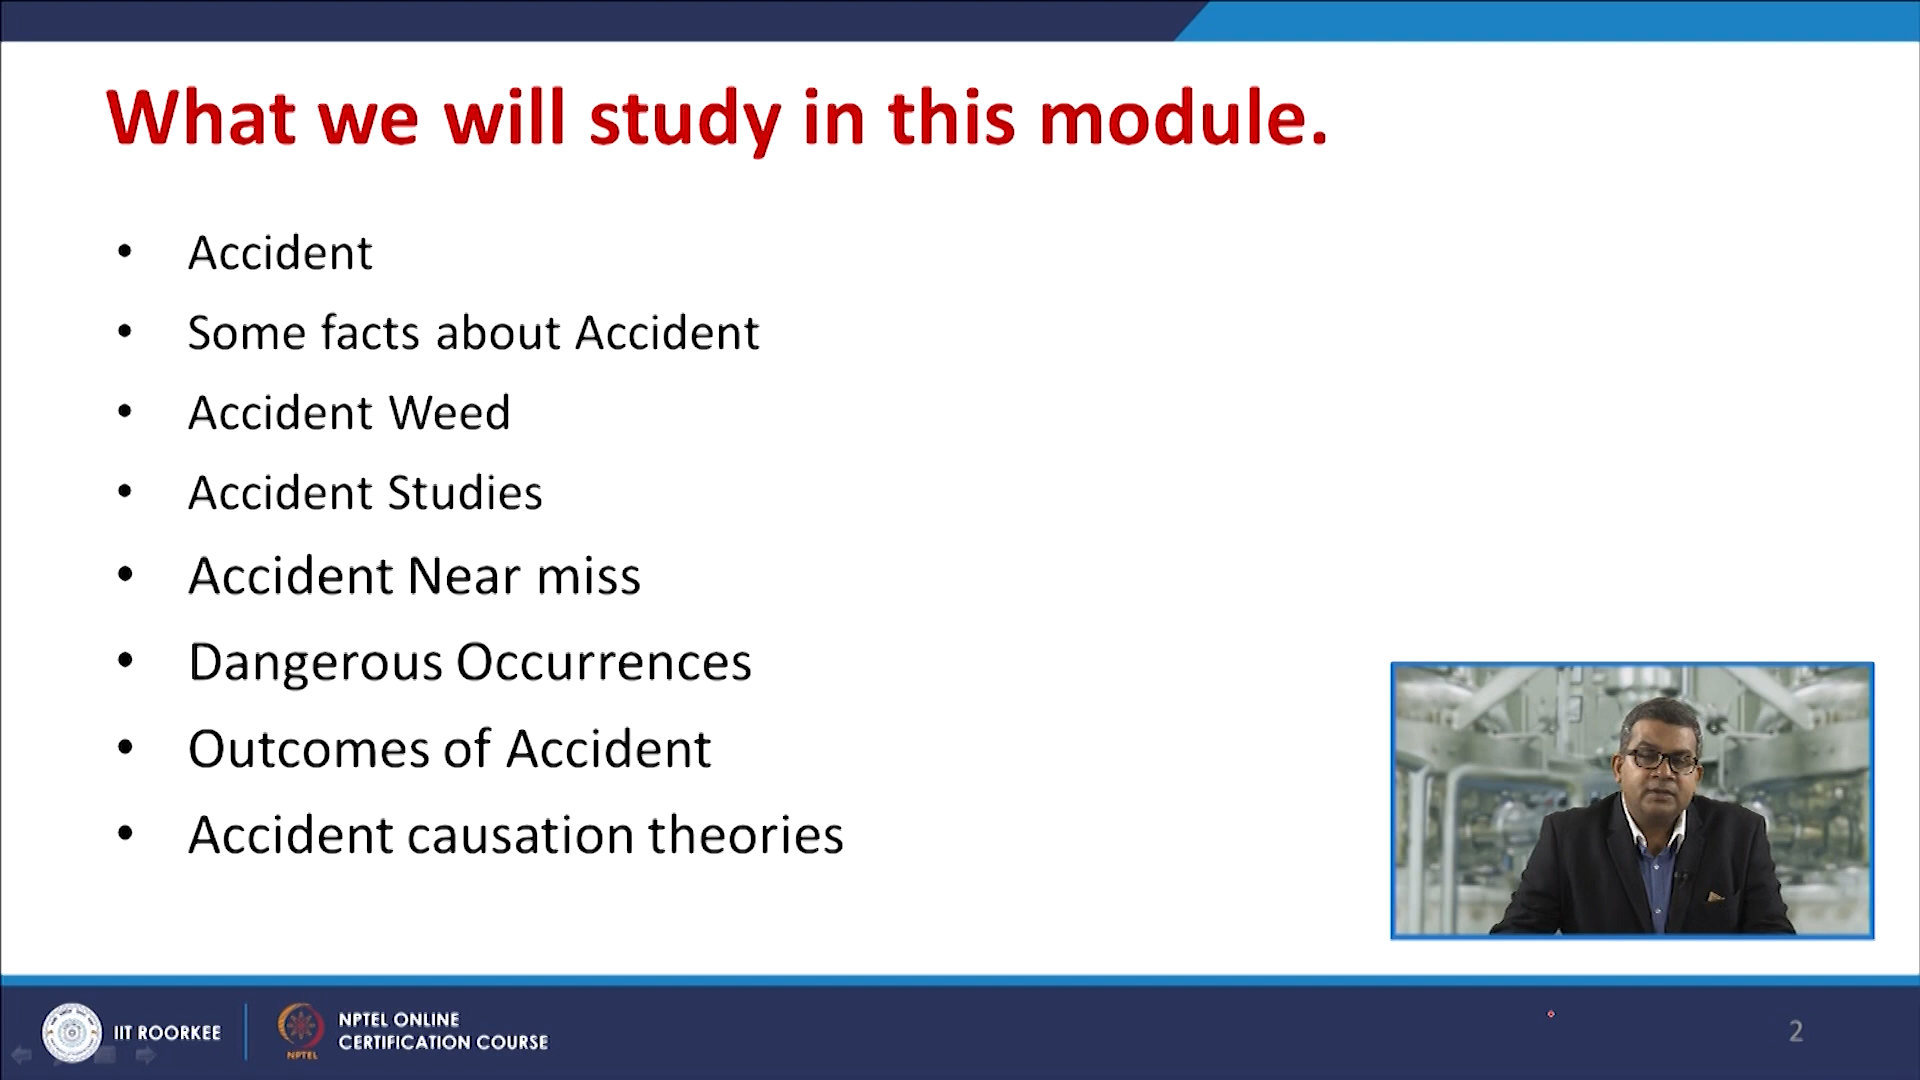 What we will study in this module.
• Accident
• Some facts about Accident
• Accident Weed
• Accident Studies
• Accident Near miss
• Dangerous Occurrences
• Outcomes of Accident
• Accident causation theories
IIT ROORKEE
NPTEL
NPTEL ONLINE
CERTIFICATION COURSE
2